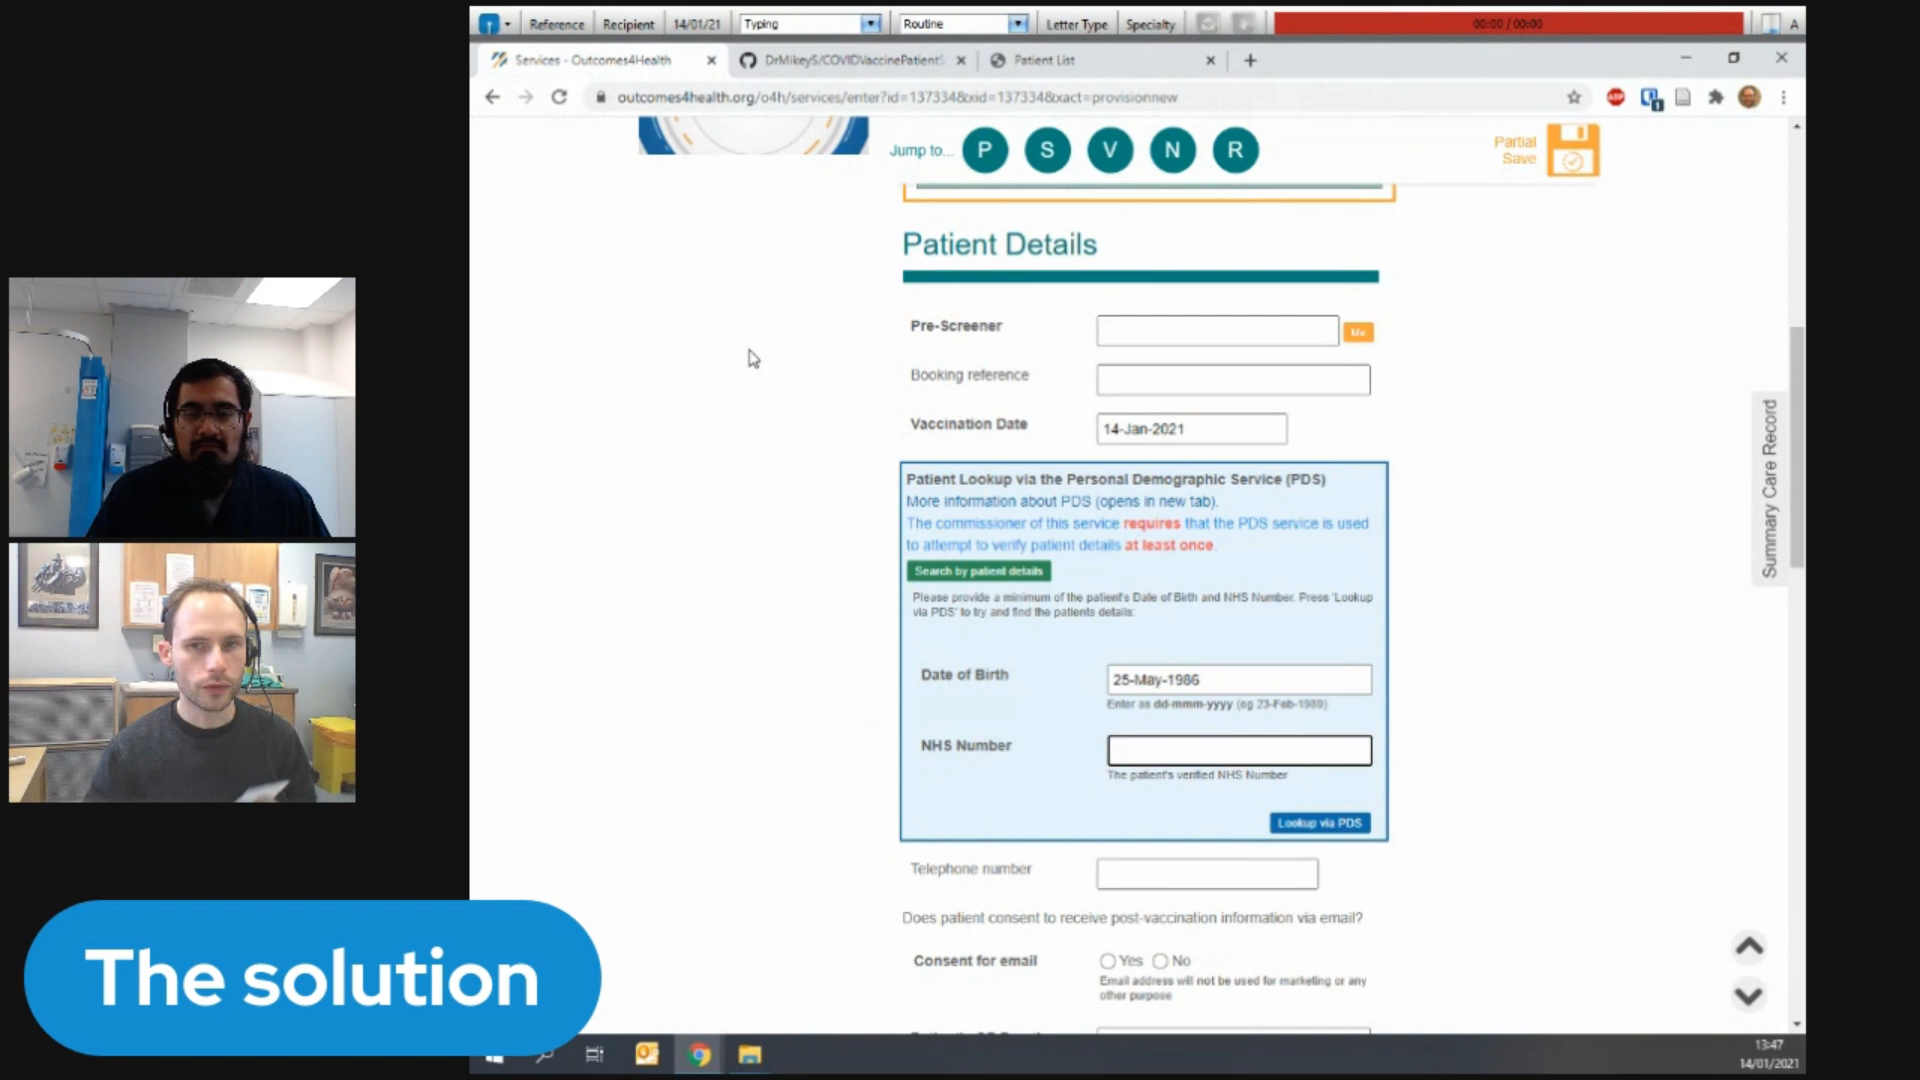 Reference Recipient 14/01/21 Typing Routine Letter Type Specialty 00:00 / 00:00 A
Services - Outcomes4Health DrMikeyS/COVIDVaccinePatientS Patient List
outcomes4health.org/o4h/services/enter?id=137334&xid=137334&xact=provisionnew
Jump to... P S V N R
Partial
Save
Patient Details
Pre-Screener
Me
Booking reference
Vaccination Date 14-Jan-2021
Patient Lookup via the Personal Demographic Service (PDS)
More information about PDS (opens in new tab).
The commissioner of this service requires that the PDS service is used
to attempt to verify patient details at least once.
Search by patient details
Please provide a minimum of the patient's Date of Birth and NHS Number. Press 'Lookup
via PDS' to try and find the patients details:
Date of Birth 25-May-1986
Enter as dd-mmm-yyyy (eg 23-Feb-1989)
NHS Number
The patient's verified NHS Number
Lookup via PDS
Telephone number
Does patient consent to receive post-vaccination information via email?
Consent for email Yes No
Email address will not be used for marketing or any
other purpose
Summary Care Record
The solution
13:47
14/01/2021